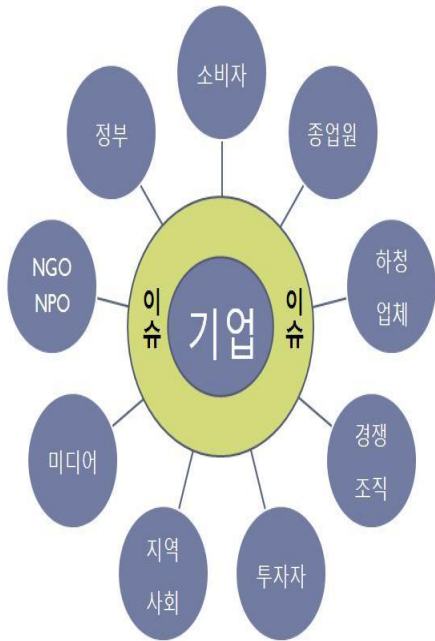 소비자
정부
종업원
NGO
NPO
이
슈
기업
이
슈
하청
업체
미디어
경쟁
조직
지역
사회
투자자